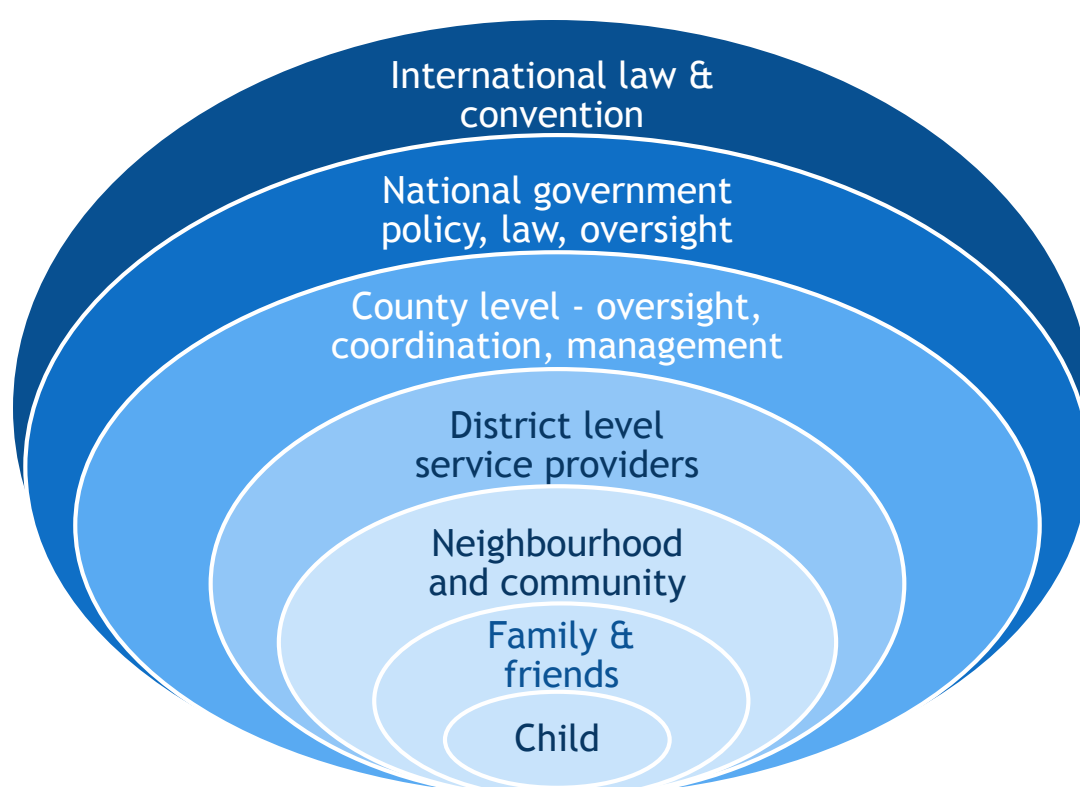 International law &
convention
National government
policy, law, oversight
County level - oversight,
coordination, management
District level
service providers
Neighbourhood
and community
Family &
friends
Child